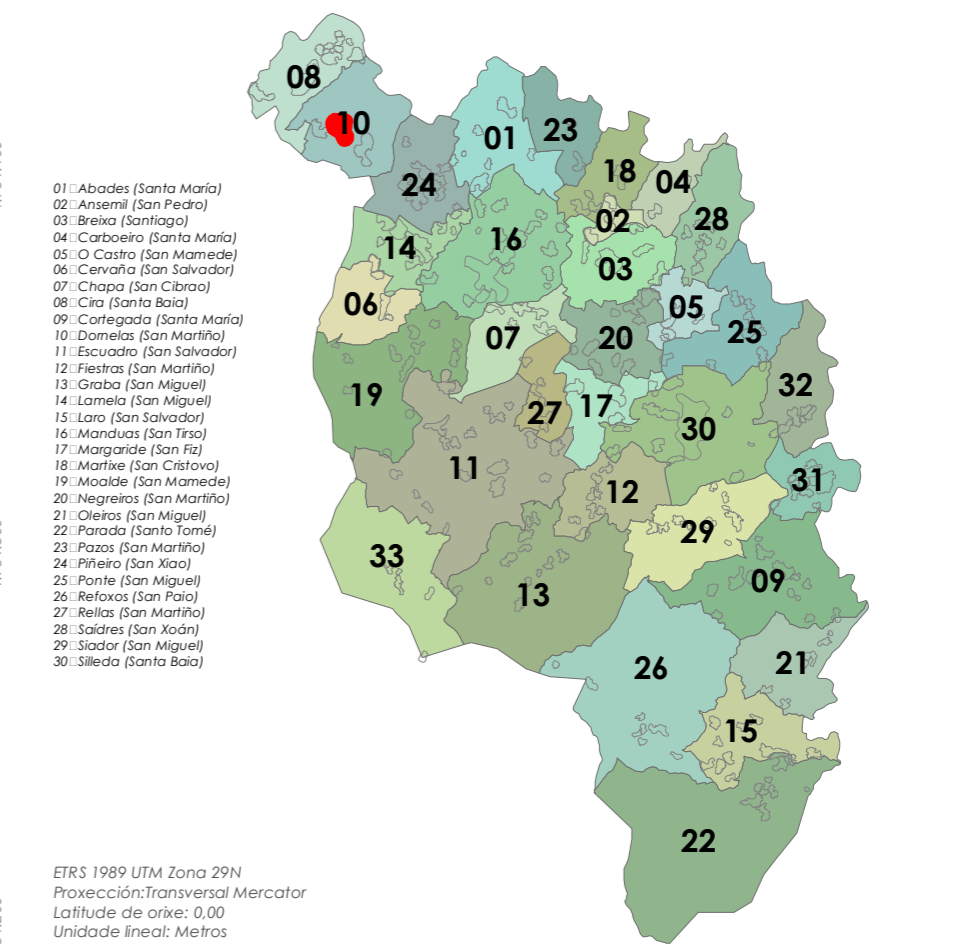 08
10
01
23
24
18
04
02
28
14
16
03
06
05
07
20
25
19
27
17
32
30
11
12
31
33
29
13
09
26
21
15
22
01□Abades (Santa María)
02□Ansemil (San Pedro)
03□Breixa (Santiago)
04□Carboeiro (Santa María)
05□O Castro (San Mamede)
06□Cervaña (San Salvador)
07□Chapa (San Cibrao)
08□Cira (Santa Baia)
09□Cortegada (Santa María)
10□Dornelas (San Martiño)
11□Escuadro (San Salvador)
12□Fiestras (San Martiño)
13□Graba (San Miguel)
14□Lamela (San Miguel)
15□Laro (San Salvador)
16□Manduas (San Tirso)
17□Margaride (San Fiz)
18□Martixe (San Cristovo)
19□Moalde (San Mamede)
20□Negreiros (San Martiño)
21□Oleiros (San Miguel)
22□Parada (Santo Tomé)
23□Pazos (San Martiño)
24□Piñeiro (San Xiao)
25□Ponte (San Miguel)
26□Refoxos (San Paio)
27□Rellas (San Martiño)
28□Saídres (San Xoán)
29□Siador (San Miguel)
30□Silleda (Santa Baia)
ETRS 1989 UTM Zona 29N
Proxección:Transversal Mercator
Latitude de orixe: 0,00
Unidade lineal: Metros